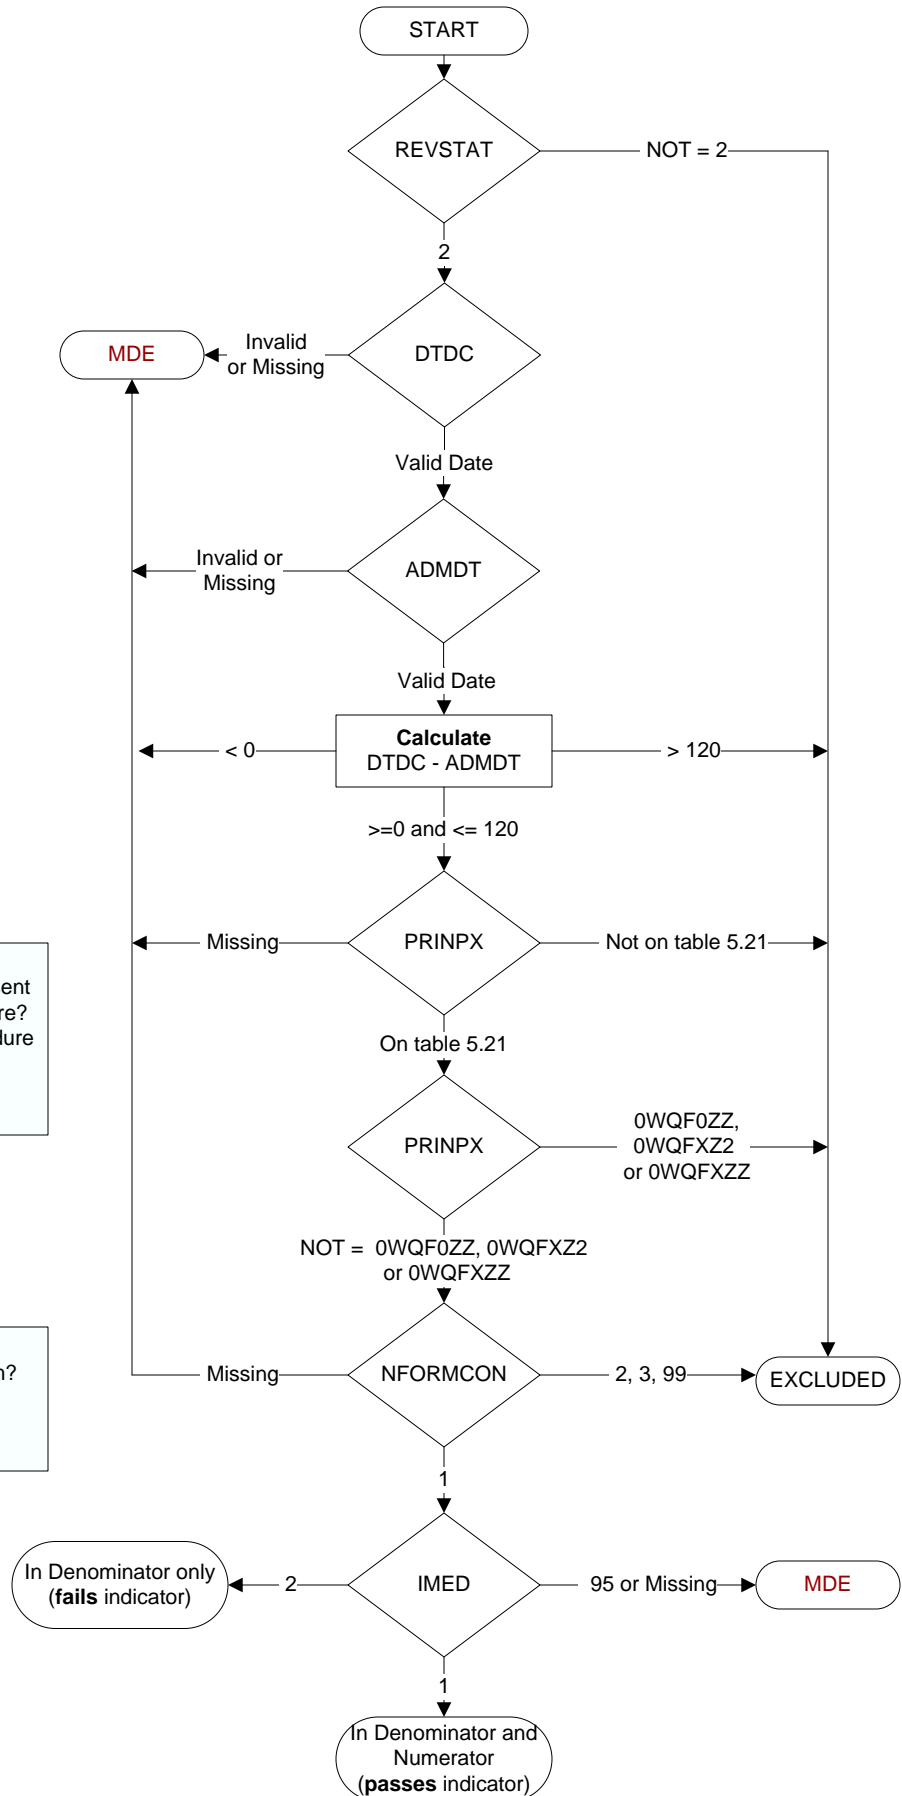 START
REVSTAT
NOT = 2
2
DTDC
Invalid
or Missing
MDE
Valid Date
ADMDT
Invalid or
Missing
Valid Date
Calculate
DTDC - ADMDT
< 0
> 120
>=0 and <= 120
PRINPX
Missing
Not on table 5.21
On table 5.21
PRINPX
0WQF0ZZ,
0WQFXZ2
or 0WQFXZZ
NOT = 0WQF0ZZ, 0WQFXZ2
or 0WQFXZZ
NFORMCON
Missing
2, 3, 99
EXCLUDED
1
IMED
In Denominator only
(fails indicator)
2
95 or Missing
MDE
1
In Denominator and
Numerator
(passes indicator)